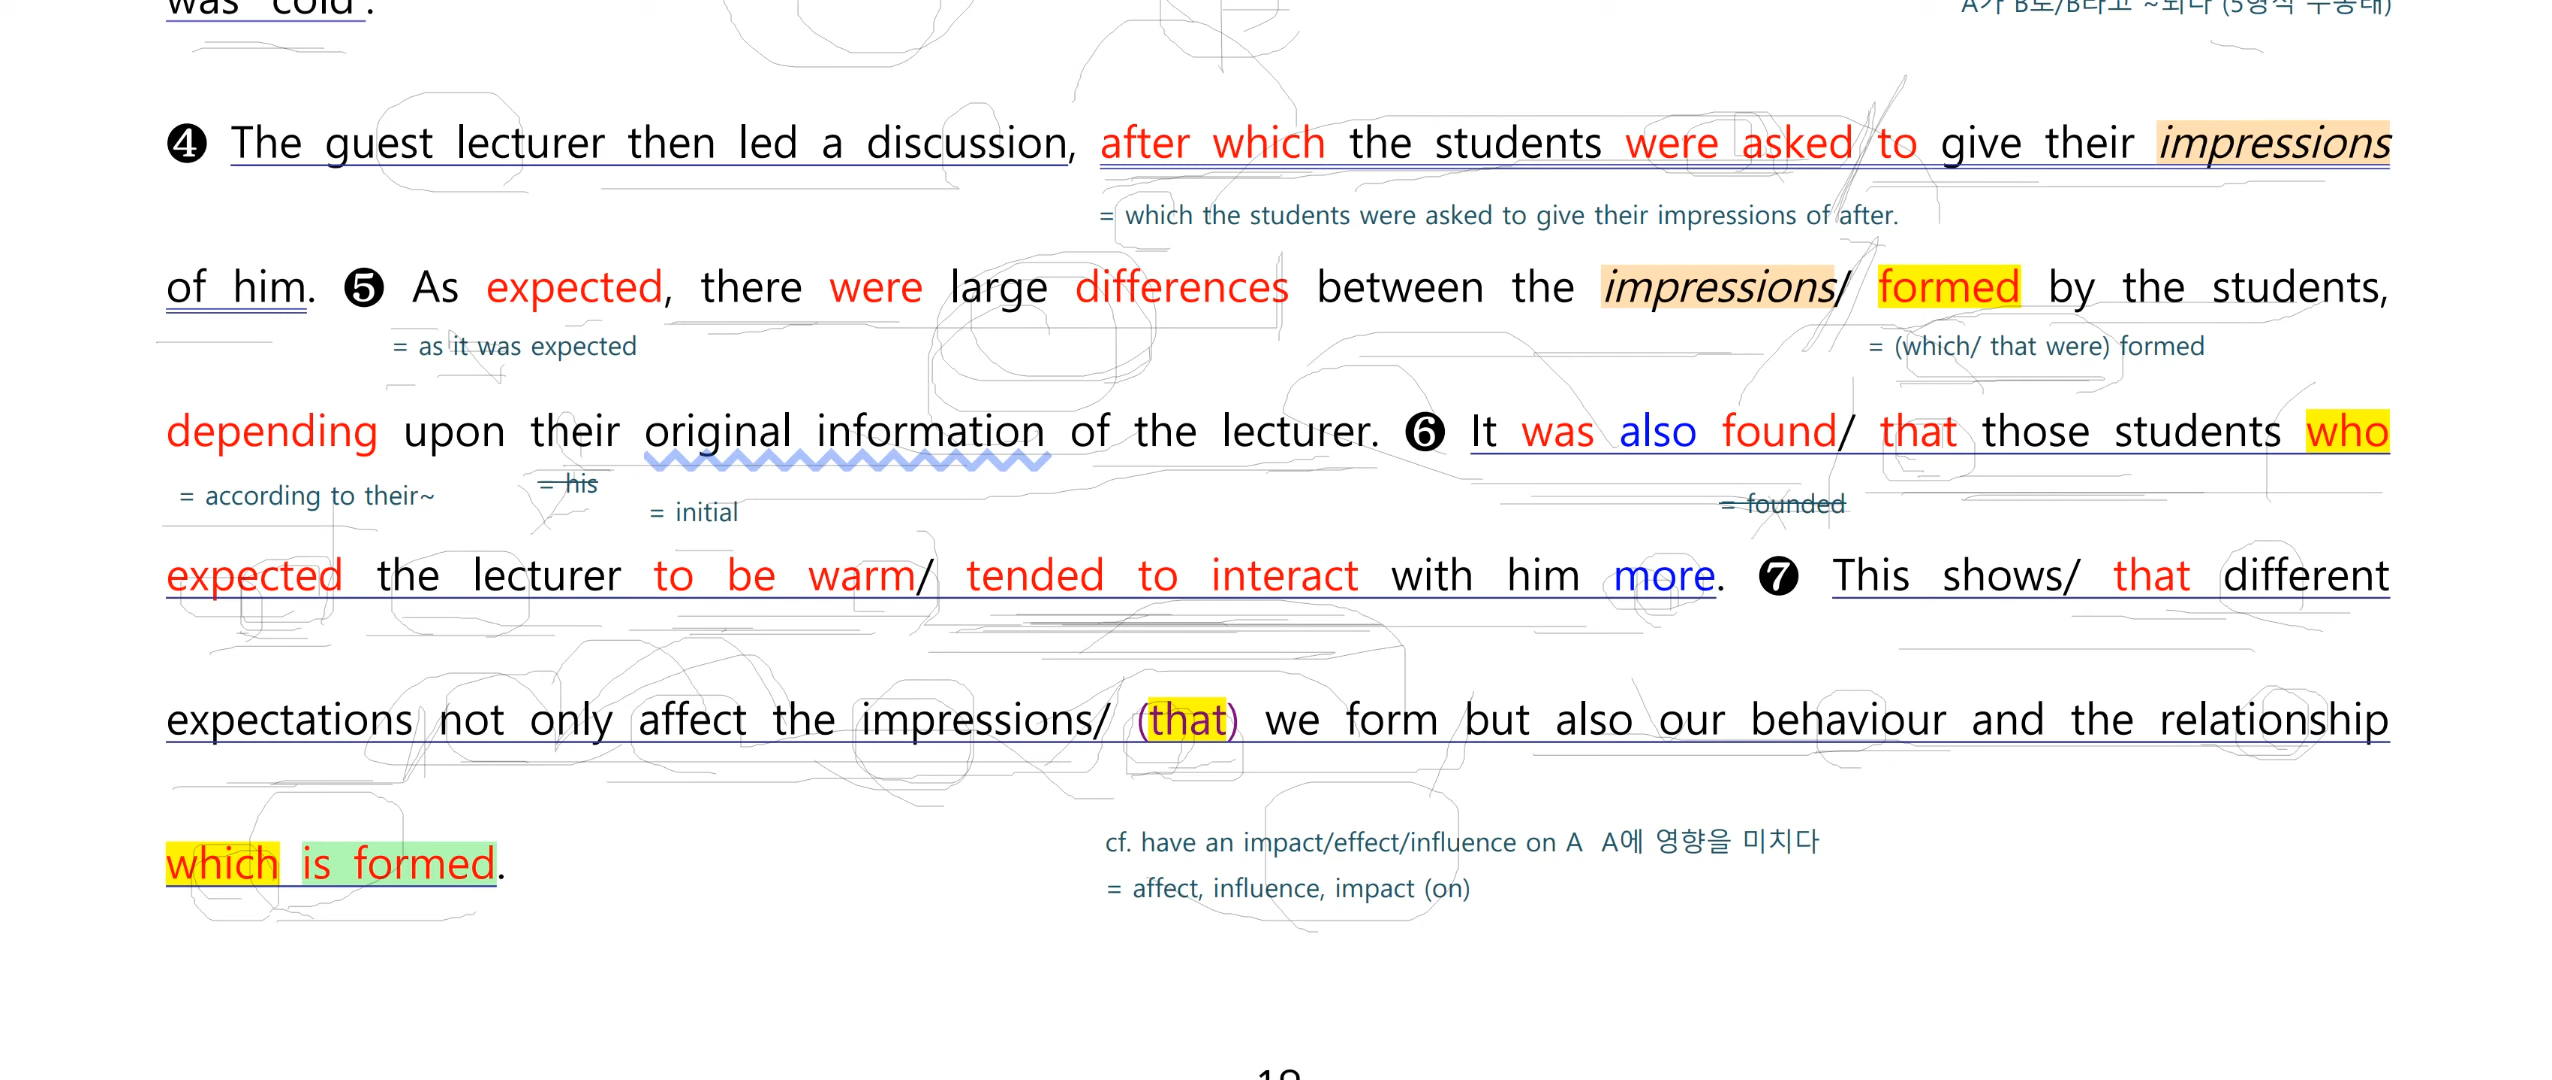 was "cold".
A가 B로/B라고 ~되다 (5형식 수동태)
❹ The guest lecturer then led a discussion, after which the students were asked to give their impressions
= which the students were asked to give their impressions of after.
of him. ❺ As expected, there were large differences between the impressions/ formed by the students,
= as it was expected
= (which/ that were) formed
depending upon their original information of the lecturer. ❻ It was also found/ that those students who
= according to their~
= his
= initial
= founded
expected the lecturer to be warm/ tended to interact with him more. ❼ This shows/ that different
expectations not only affect the impressions/ (that) we form but also our behaviour and the relationship
which is formed.
cf. have an impact/effect/influence on A A에 영향을 미치다
= affect, influence, impact (on)